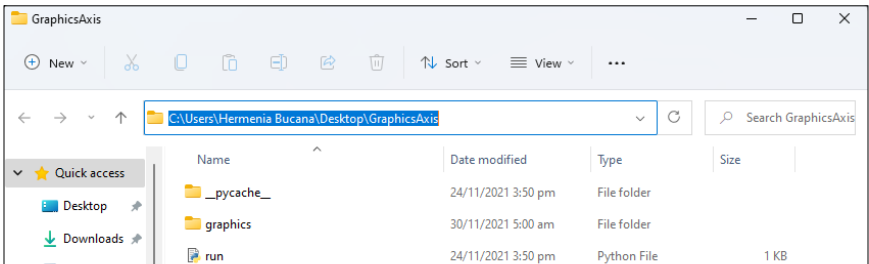 GraphicsAxis
New
Sort
View
C:\Users\Hermenia Bucana\Desktop\GraphicsAxis
Search GraphicsAxis
Quick access
Name
Date modified
Type
Size
Desktop
__pycache__
24/11/2021 3:50 pm
File folder
Downloads
graphics
30/11/2021 5:00 am
File folder
run
24/11/2021 3:50 pm
Python File
1 KB